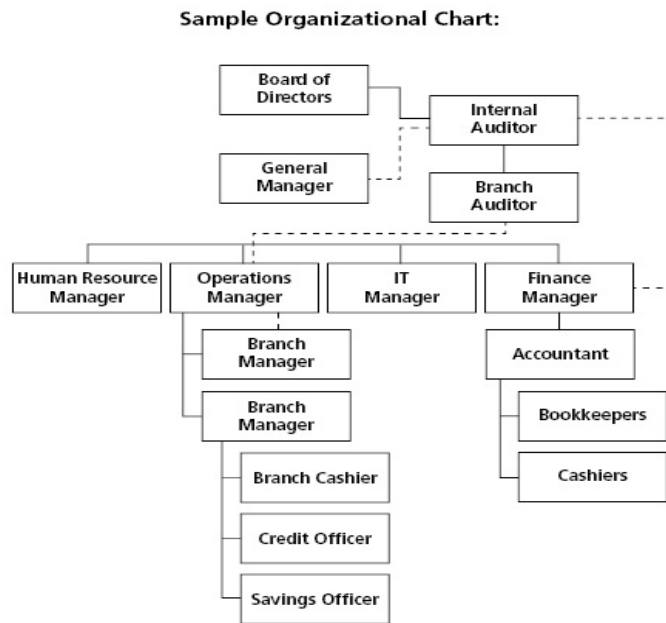 Sample Organizational Chart:
Board of
Directors
Internal
Auditor
General
Manager
Branch
Auditor
Human Resource
Manager
Operations
Manager
IT
Manager
Finance
Manager
Branch
Manager
Accountant
Branch
Manager
Bookkeepers
Branch Cashier
Cashiers
Credit Officer
Savings Officer